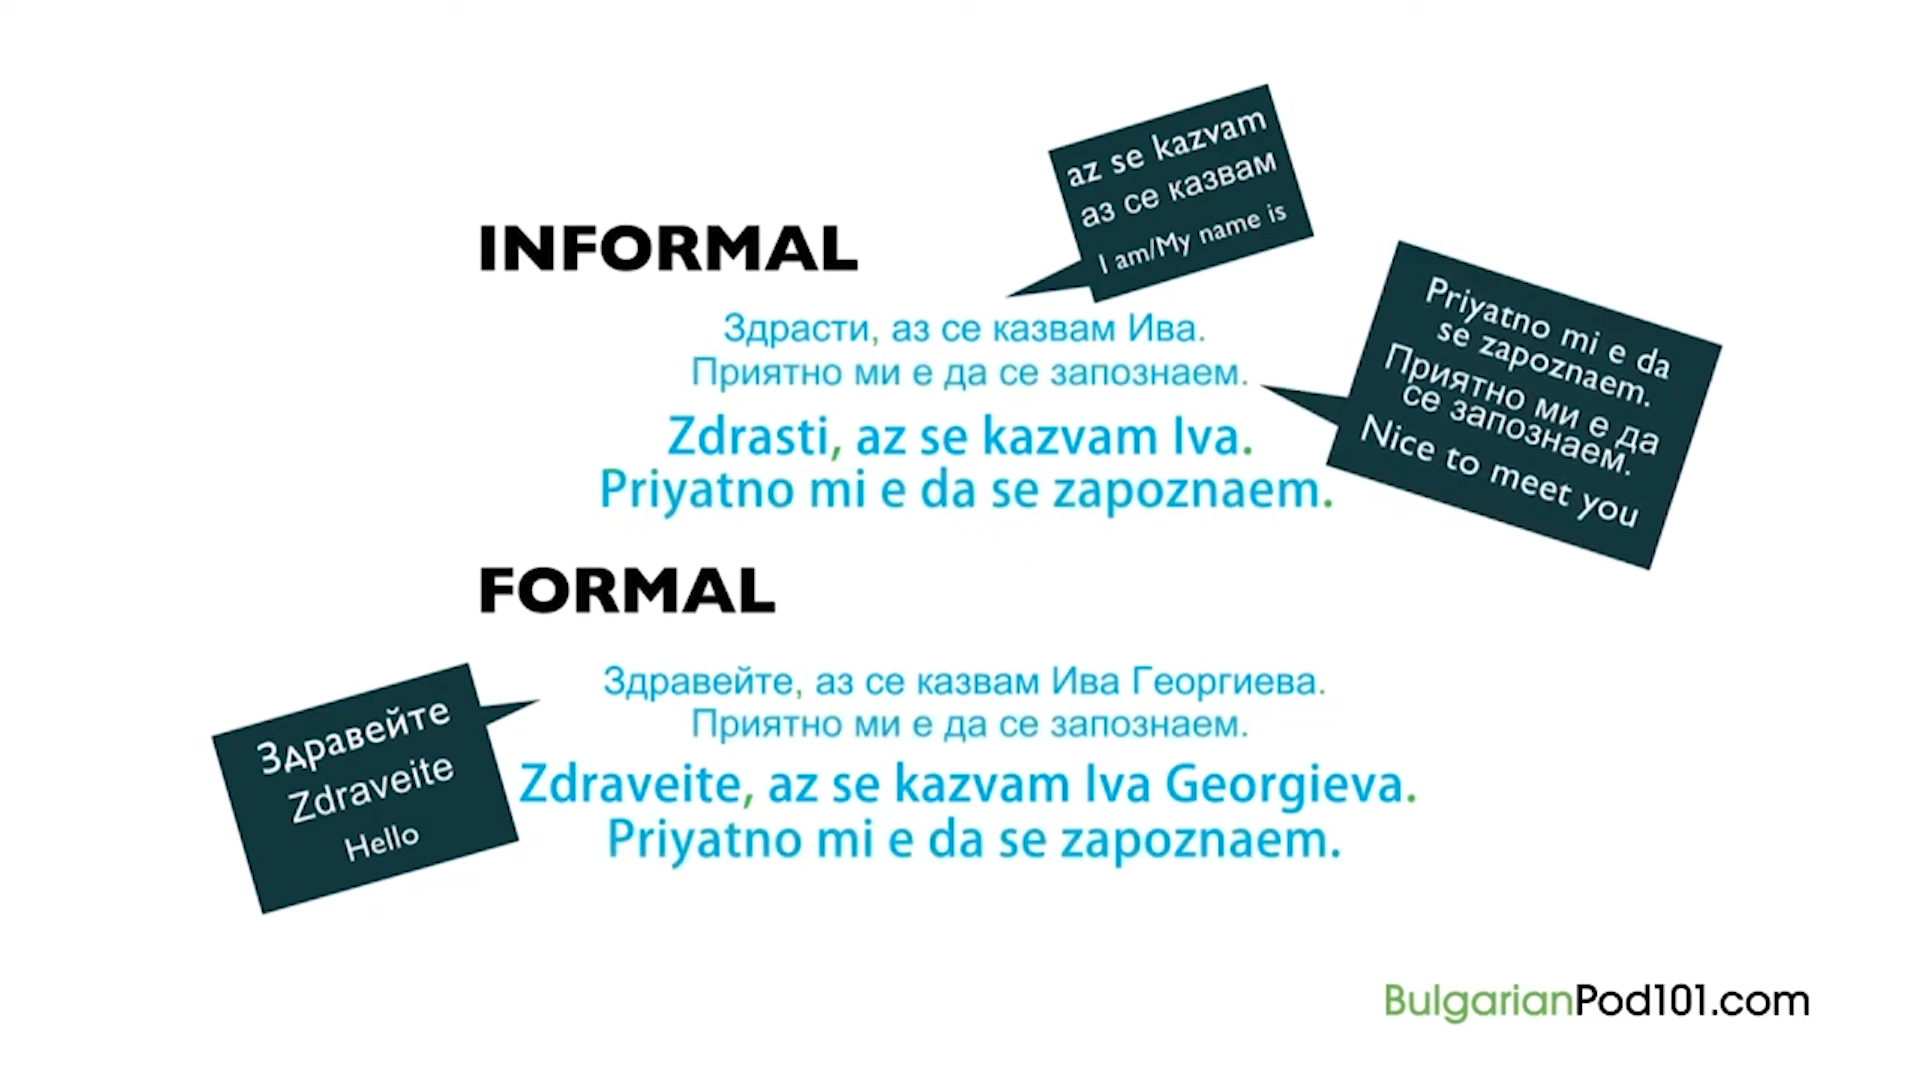 az se kazvam
аз се казвам
I am/My name is
INFORMAL
Здрасти, аз се казвам Ива.
Приятно ми е да се запознаем.
Zdrasti, az se kazvam Iva.
Priyatno mi e da se zapoznaem.
Priyatno mi e da
se zapoznaem.
Приятно ми е да
се запознаем.
Nice to meet you
FORMAL
Здравейте, аз се казвам Ива Георгиева.
Приятно ми е да се запознаем.
Zdraveite, az se kazvam Iva Georgieva.
Priyatno mi e da se zapoznaem.
Здравейте
Zdraveite
Hello
BulgarianPod101.com